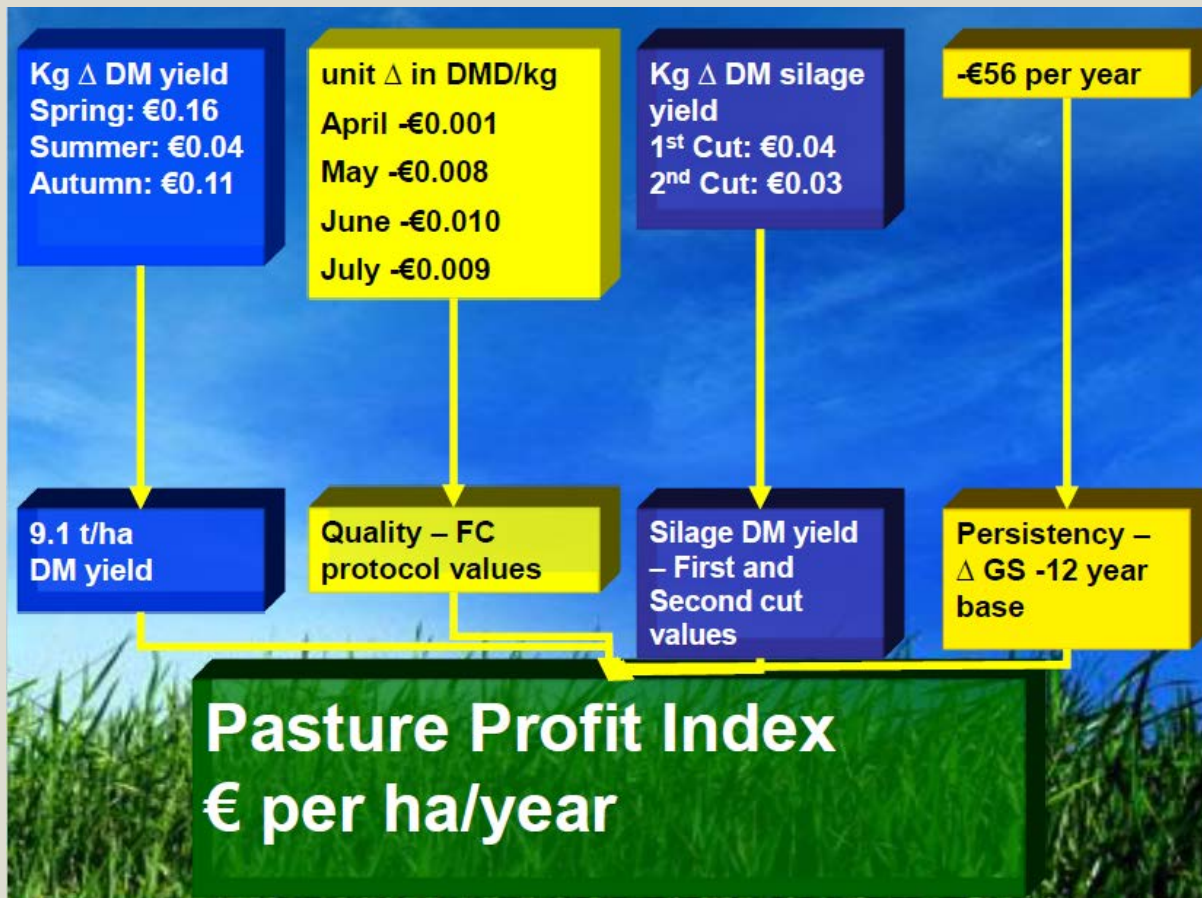 Kg Δ DM yield
Spring: €0.16
Summer: €0.04
Autumn: €0.11
unit Δ in DMD/kg
April -€0.001
May -€0.008
June -€0.010
July -€0.009
Kg Δ DM silage
yield
1st Cut: €0.04
2nd Cut: €0.03
-€56 per year
9.1 t/ha
DM yield
Quality – FC
protocol values
Silage DM yield
– First and
Second cut
values
Persistency –
Δ GS -12 year
base
Pasture Profit Index
€ per ha/year